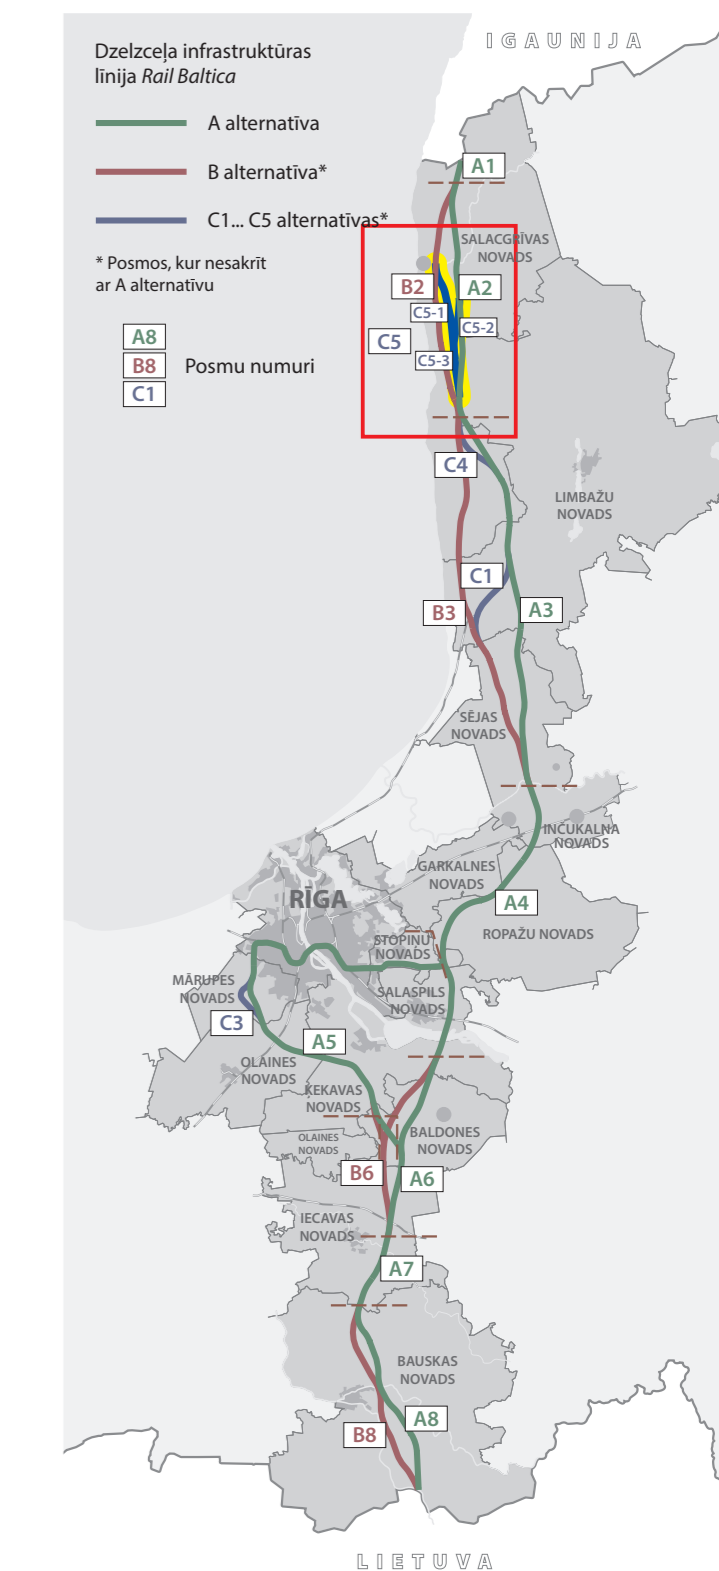 IGAUNIJA
Dzelzceļa infrastruktūras
līnija Rail Baltica
A alternatīva
B alternatīva*
C1... C5 alternatīvas*
* Posmos, kur nesakrīt
ar A alternatīvu
A8
B8
C1
Posmu numuri
A1
SALACGRĪVAS
NOVADS
B2
A2
C5-1
C5-2
C5
C5-3
C4
LIMBAŽU
NOVADS
C1
B3
A3
SĒJAS
NOVADS
INČUKALNA
NOVADS
GARKALNES
NOVADS
RĪGA
A4
ROPAŽU NOVADS
STOPIŅU
NOVADS
MĀRUPES
NOVADS
SALASPILS
NOVADS
C3
A5
OLAINES
NOVADS
ĶEKAVAS
NOVADS
BALDONES
NOVADS
OLAINES
NOVADS
B6
A6
IECAVAS
NOVADS
A7
BAUSKAS
NOVADS
A8
B8
LIETUVA